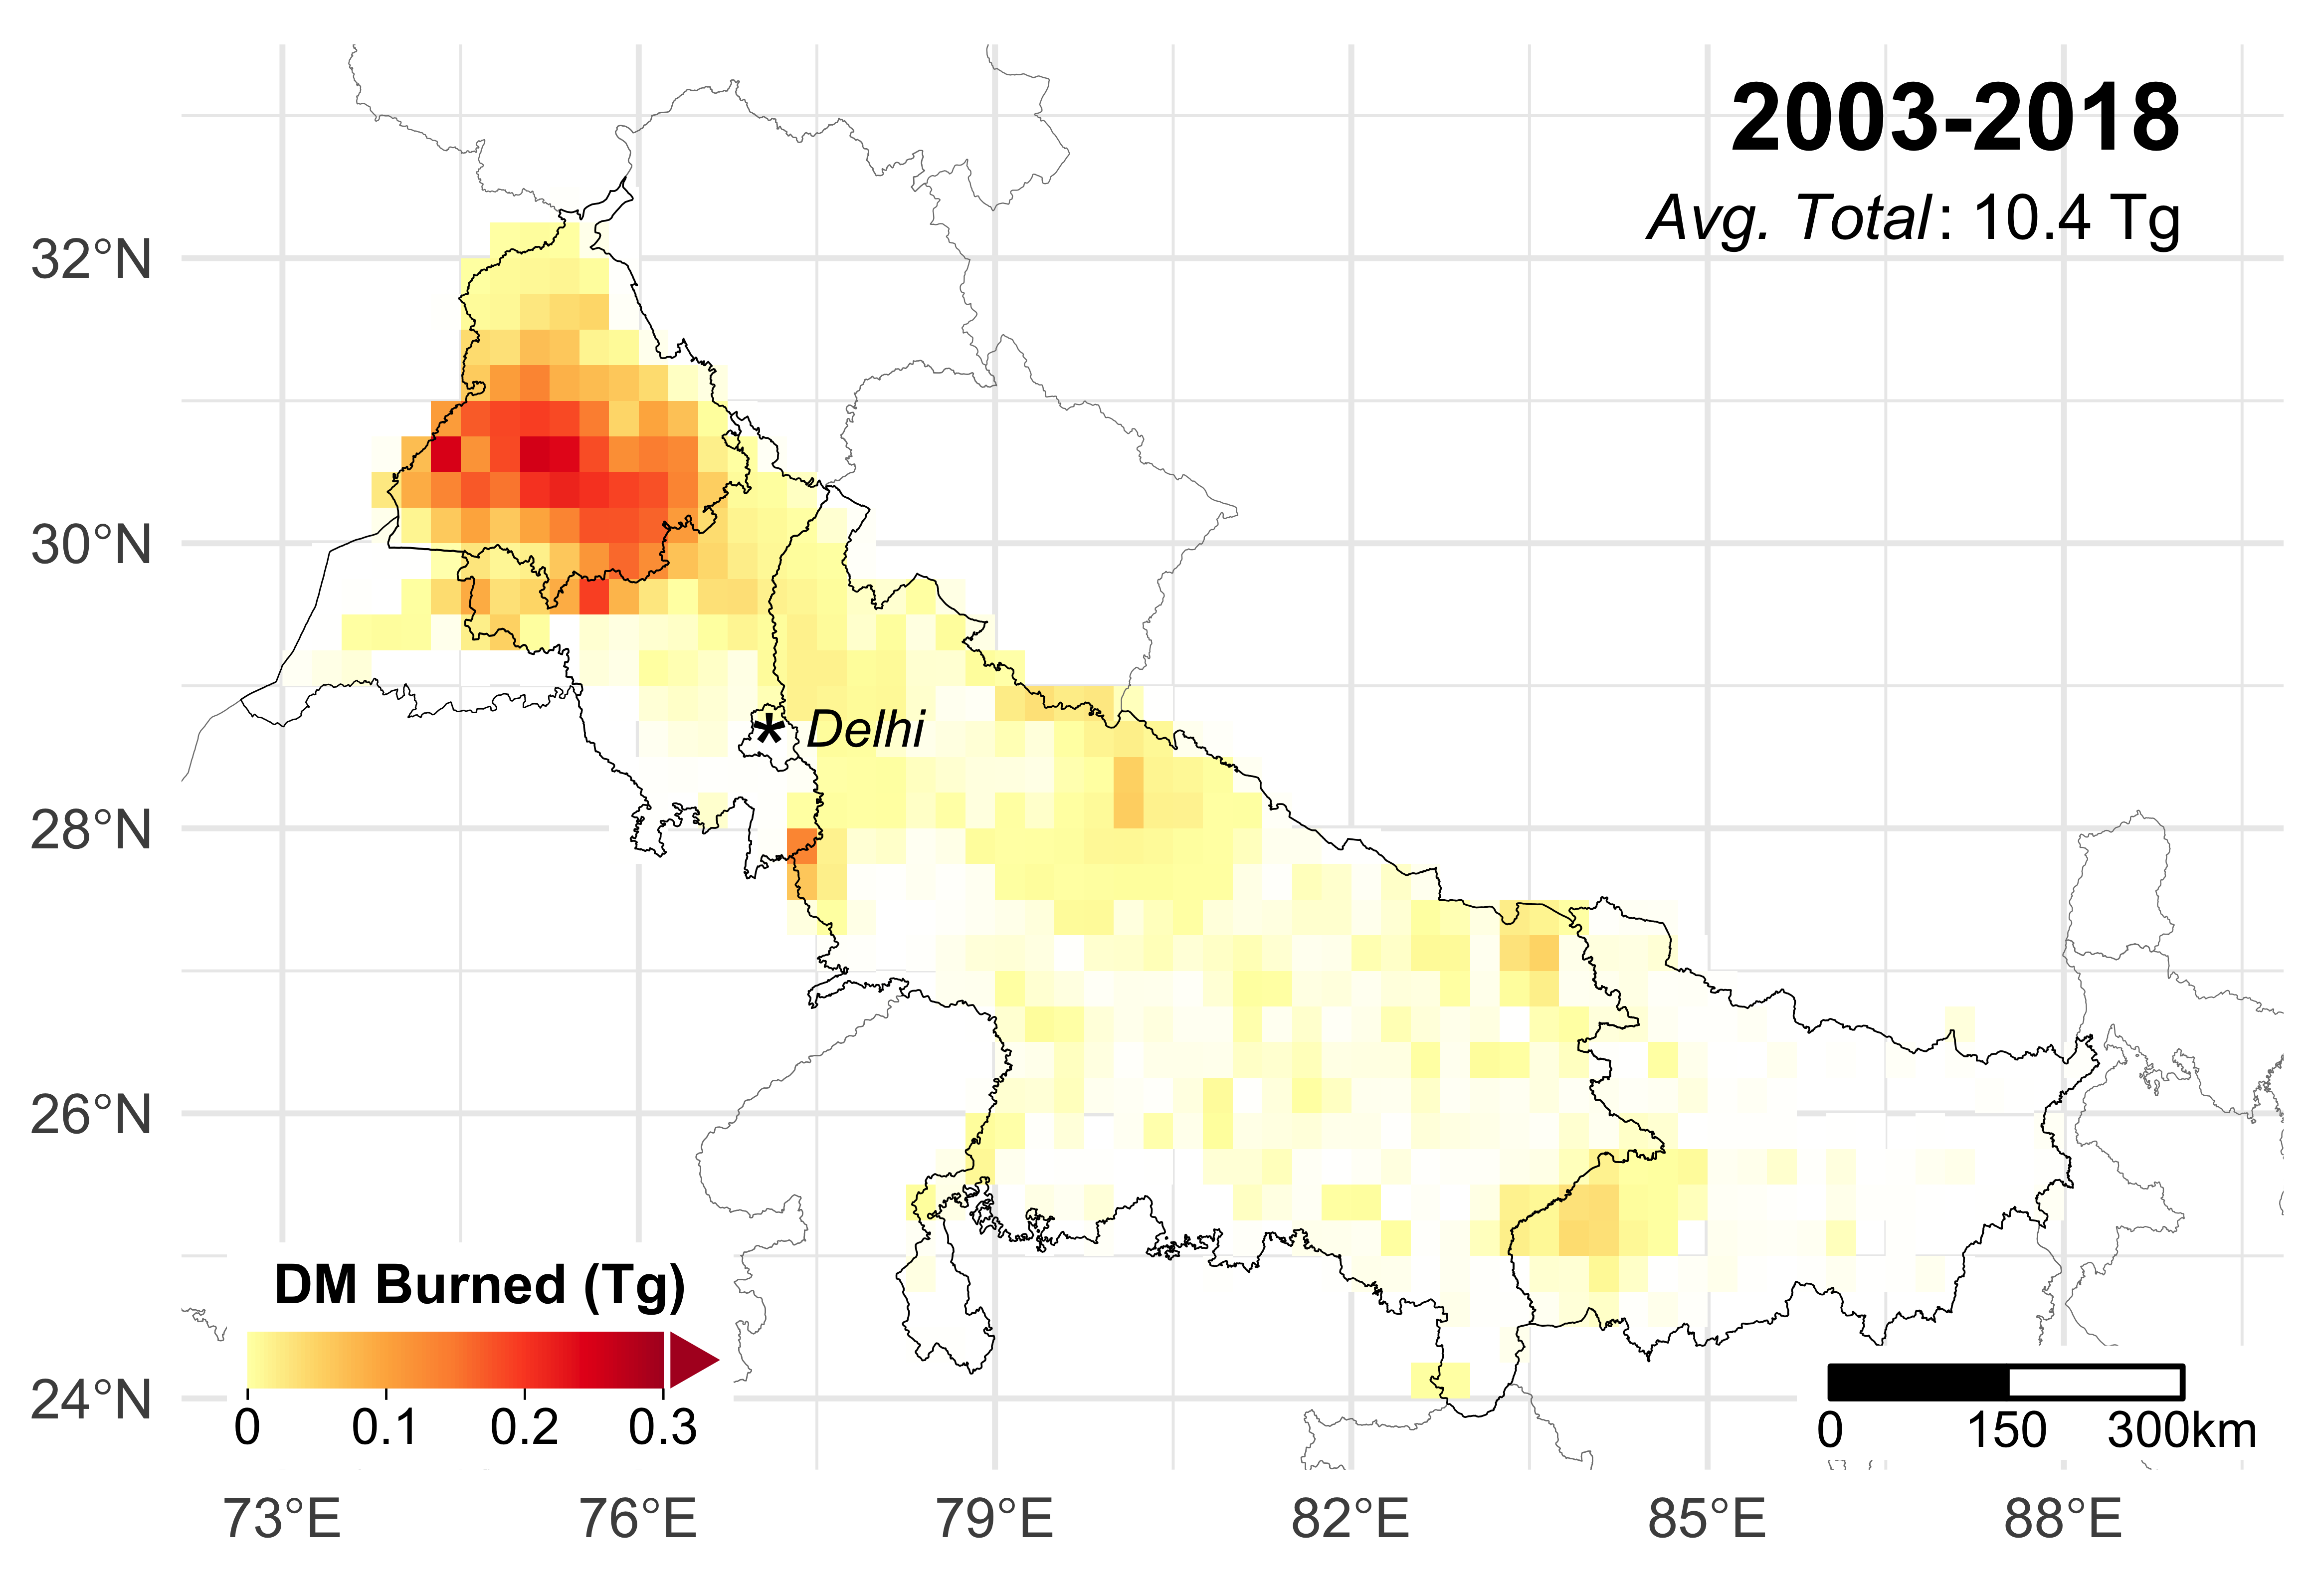 2003-2018
Avg. Total: 10.4 Tg
32°N
30°N
Delhi
28°N
26°N
DM Burned (Tg)
24°N
0 0.1 0.2 0.3
0 150 300km
73°E 76°E 79°E 82°E 85°E 88°E